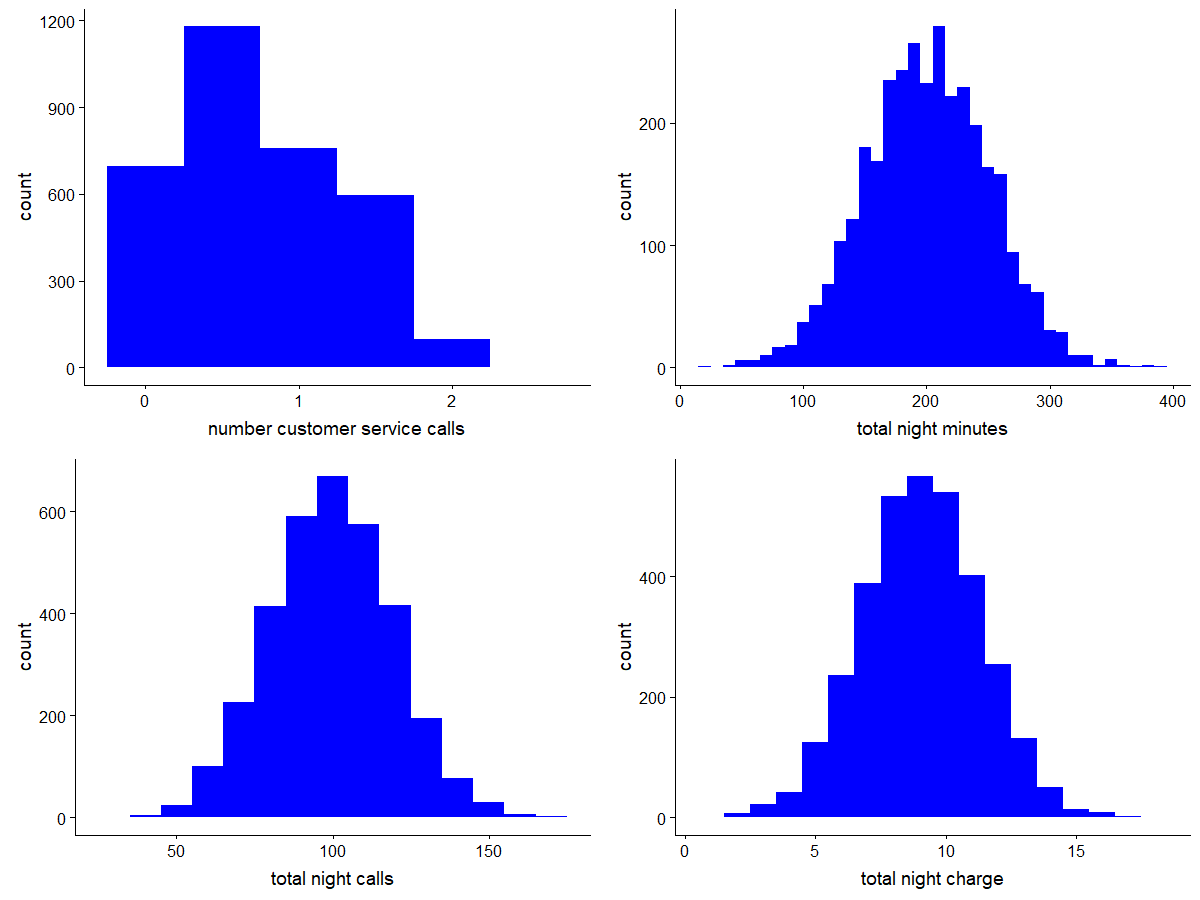 1200
900
600
300
0
count
0 1 2
number customer service calls
200
100
0
count
0 100 200 300 400
total night minutes
600
400
200
0
count
50 100 150
total night calls
400
200
0
count
0 5 10 15
total night charge